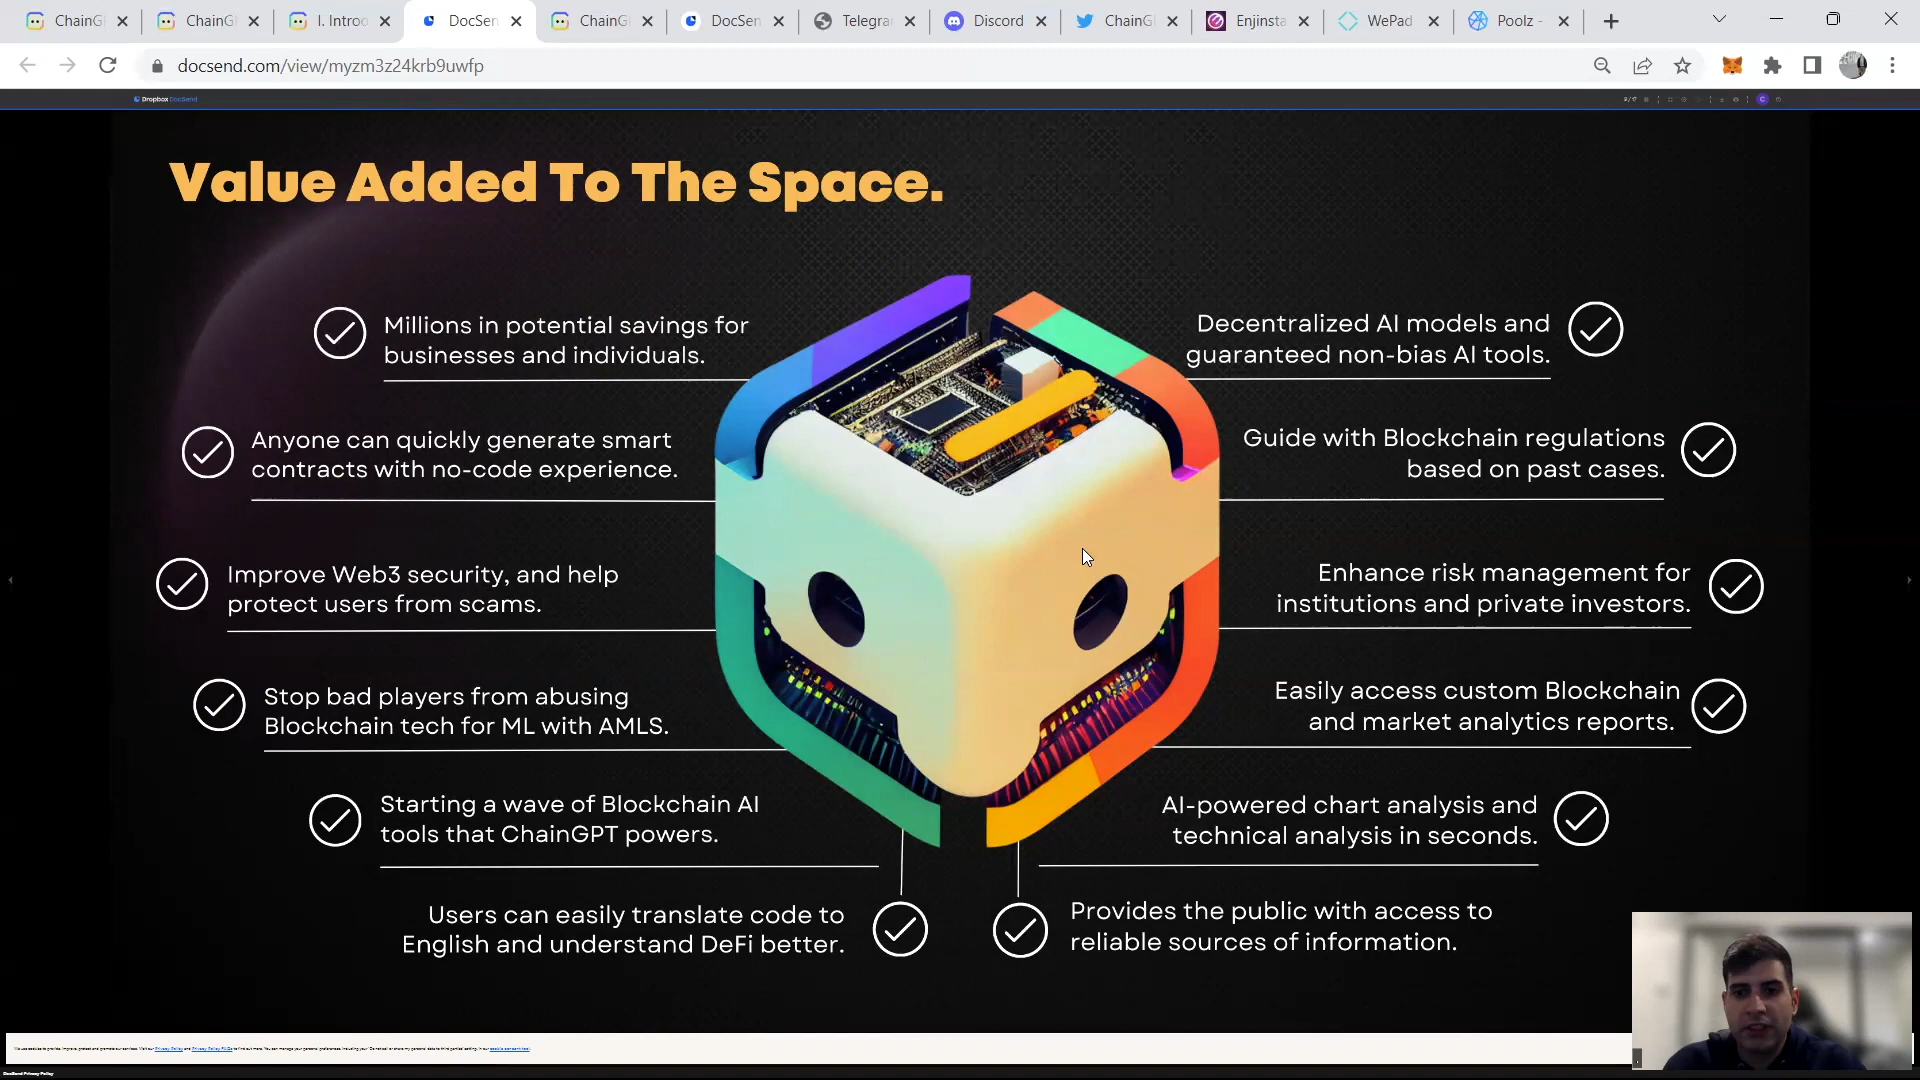 ChainG
ChainG
I. Introd
DocSen
ChainG
DocSen
Telegra
Discord
ChainG
Enjinsta
WePad
Poolz -
docsend.com/view/myzm3z24krb9uwfp
Dropbox DocSend
Value Added To The Space.
Millions in potential savings for
businesses and individuals.
Anyone can quickly generate smart
contracts with no-code experience.
Improve Web3 security, and help
protect users from scams.
Stop bad players from abusing
Blockchain tech for ML with AMLS.
Starting a wave of Blockchain AI
tools that ChainGPT powers.
Users can easily translate code to
English and understand DeFi better.
Decentralized AI models and
guaranteed non-bias AI tools.
Guide with Blockchain regulations
based on past cases.
Enhance risk management for
institutions and private investors.
Easily access custom Blockchain
and market analytics reports.
AI-powered chart analysis and
technical analysis in seconds.
Provides the public with access to
reliable sources of information.
DocSend Privacy Policy